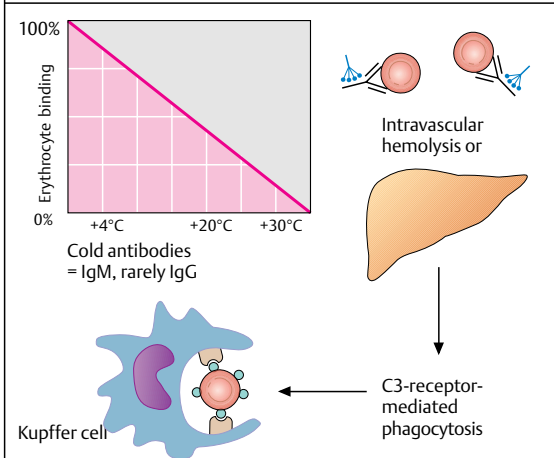 100%
Erythrocyte binding
0%
+4°C +20°C +30°C
Cold antibodies
= IgM, rarely IgG
Intravascular
hemolysis or
C3-receptor-
mediated
phagocytosis
Kupffer cell